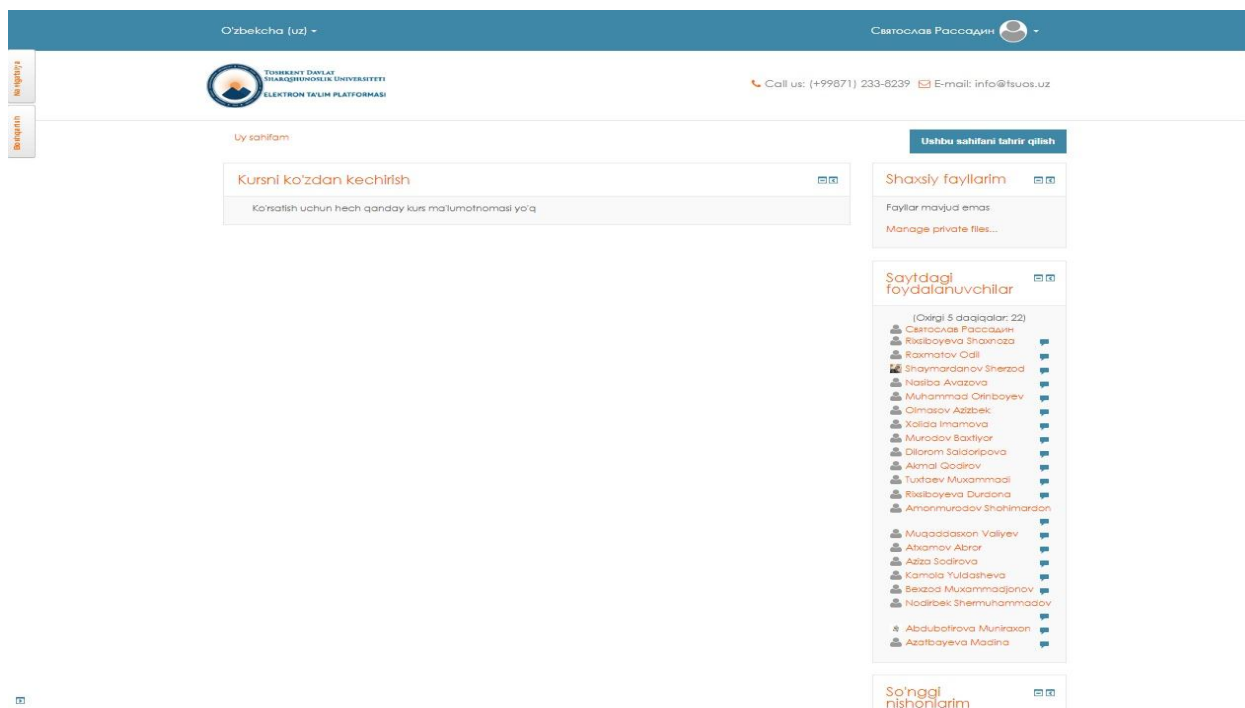 O'zbekcha (uz)
Святослав Рассадин
Navigatsiya
Boshqarish
Toshkent Davlat
Sharqshunoslik Universiteti
Elektron Ta'lim Platformasi
Call us: (+99871) 233-8239 E-mail: info@tsuos.uz
Uy sahifam
Ushbu sahifani tahrir qilish
Kursni ko'zdan kechirish
Ko'rsatish uchun hech qanday kurs ma'lumotnomasi yo'q
Shaxsiy fayllarim
Fayllar mavjud emas
Manage private files...
Saytdagi
foydalanuvchilar
(Oxirgi 5 daqiqalar: 22)
Святослав Рассадин
Rixsiboyeva Shaxnoza
Raxmatov Odil
Shaymardanov Sherzod
Nasiba Avazova
Muhammad Orinboyev
Olmasov Azizbek
Xolida Imamova
Murodov Baxtiyor
Dilorom Saidoripova
Akmal Qodirov
Tuxtaev Muxammadi
Rixsiboyeva Durdona
Amonmurodov Shohimardon
Muqaddasxon Valiyev
Atxamov Abror
Aziza Sodirova
Kamola Yuldasheva
Bexzod Muxammadjonov
Nodirbek Shermuhammadov
Abdubotirova Muniraxon
Azatbayeva Madina
So'nggi
nishonlarim